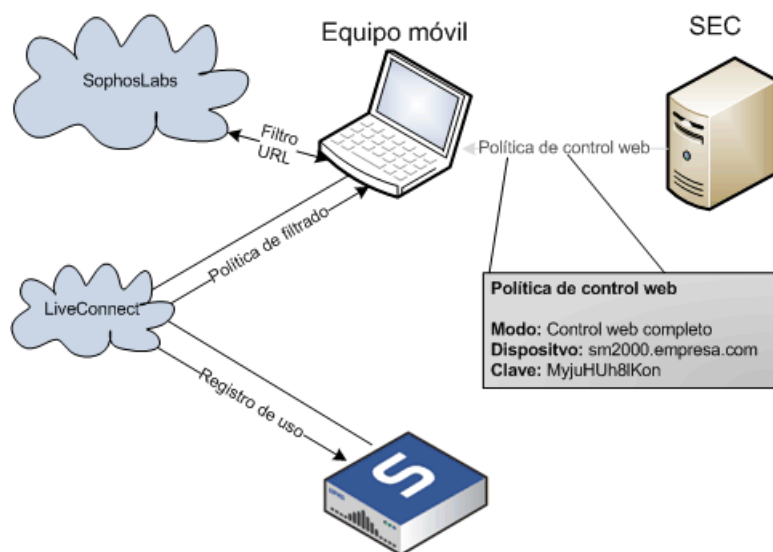 Equipo móvil
SEC
SophosLabs
Filtro
URL
Política de control web
Política de filtrado
LiveConnect
Política de control web
Modo: Control web completo
Dispositvo: sm2000.empresa.com
Clave: MyjuHUh8lKon
Registro de uso
S